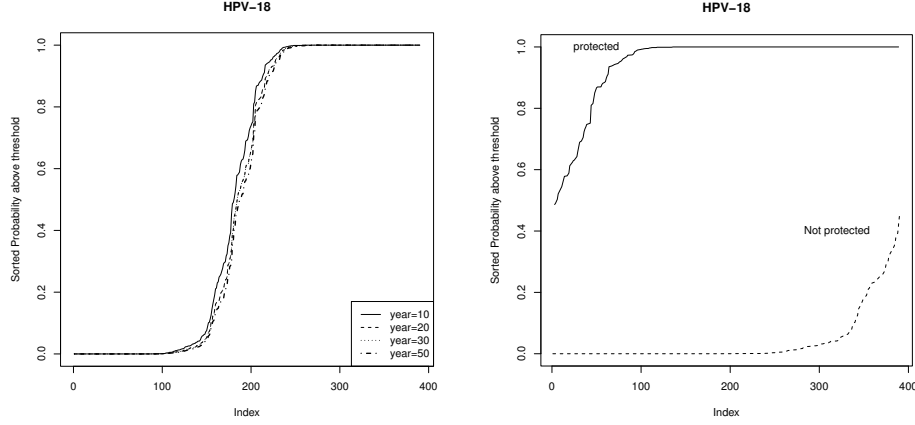 HPV−18
Sorted Probability above threshold
1.0
0.8
0.6
0.4
0.2
0.0
year=10
year=20
year=30
year=50
0 100 200 300 400
Index
HPV−18
Sorted Probability above threshold
1.0
0.8
0.6
0.4
0.2
0.0
protected
Not protected
0 100 200 300 400
Index